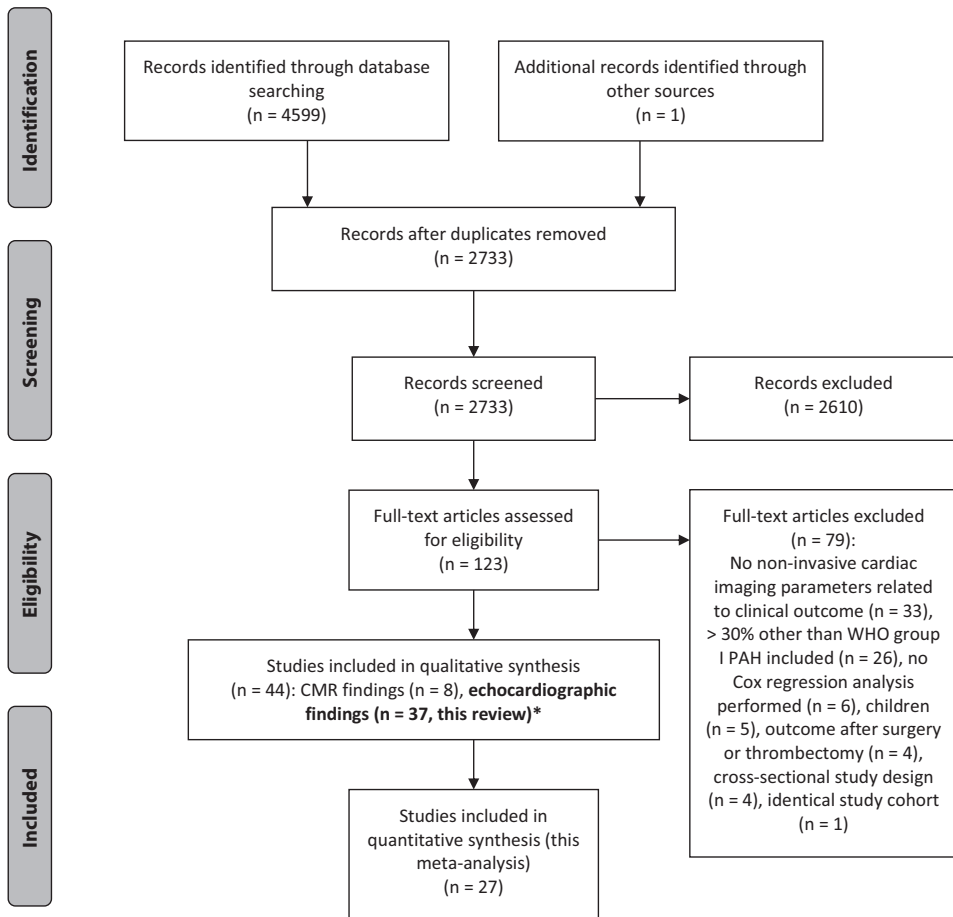 Identification
Records identified through database
searching
(n = 4599)
Additional records identified through
other sources
(n = 1)
Records after duplicates removed
(n = 2733)
Screening
Records screened
(n = 2733)
Records excluded
(n = 2610)
Eligibility
Full-text articles assessed
for eligibility
(n = 123)
Full-text articles excluded
(n = 79):
No non-invasive cardiac
imaging parameters related
to clinical outcome (n = 33),
> 30% other than WHO group
I PAH included (n = 26), no
Cox regression analysis
performed (n = 6), children
(n = 5), outcome after surgery
or thrombectomy (n = 4),
cross-sectional study design
(n = 4), identical study cohort
(n = 1)
Studies included in qualitative synthesis
(n = 44): CMR findings (n = 8), echocardiographic
findings (n = 37, this review)*
Included
Studies included in
quantitative synthesis (this
meta-analysis)
(n = 27)